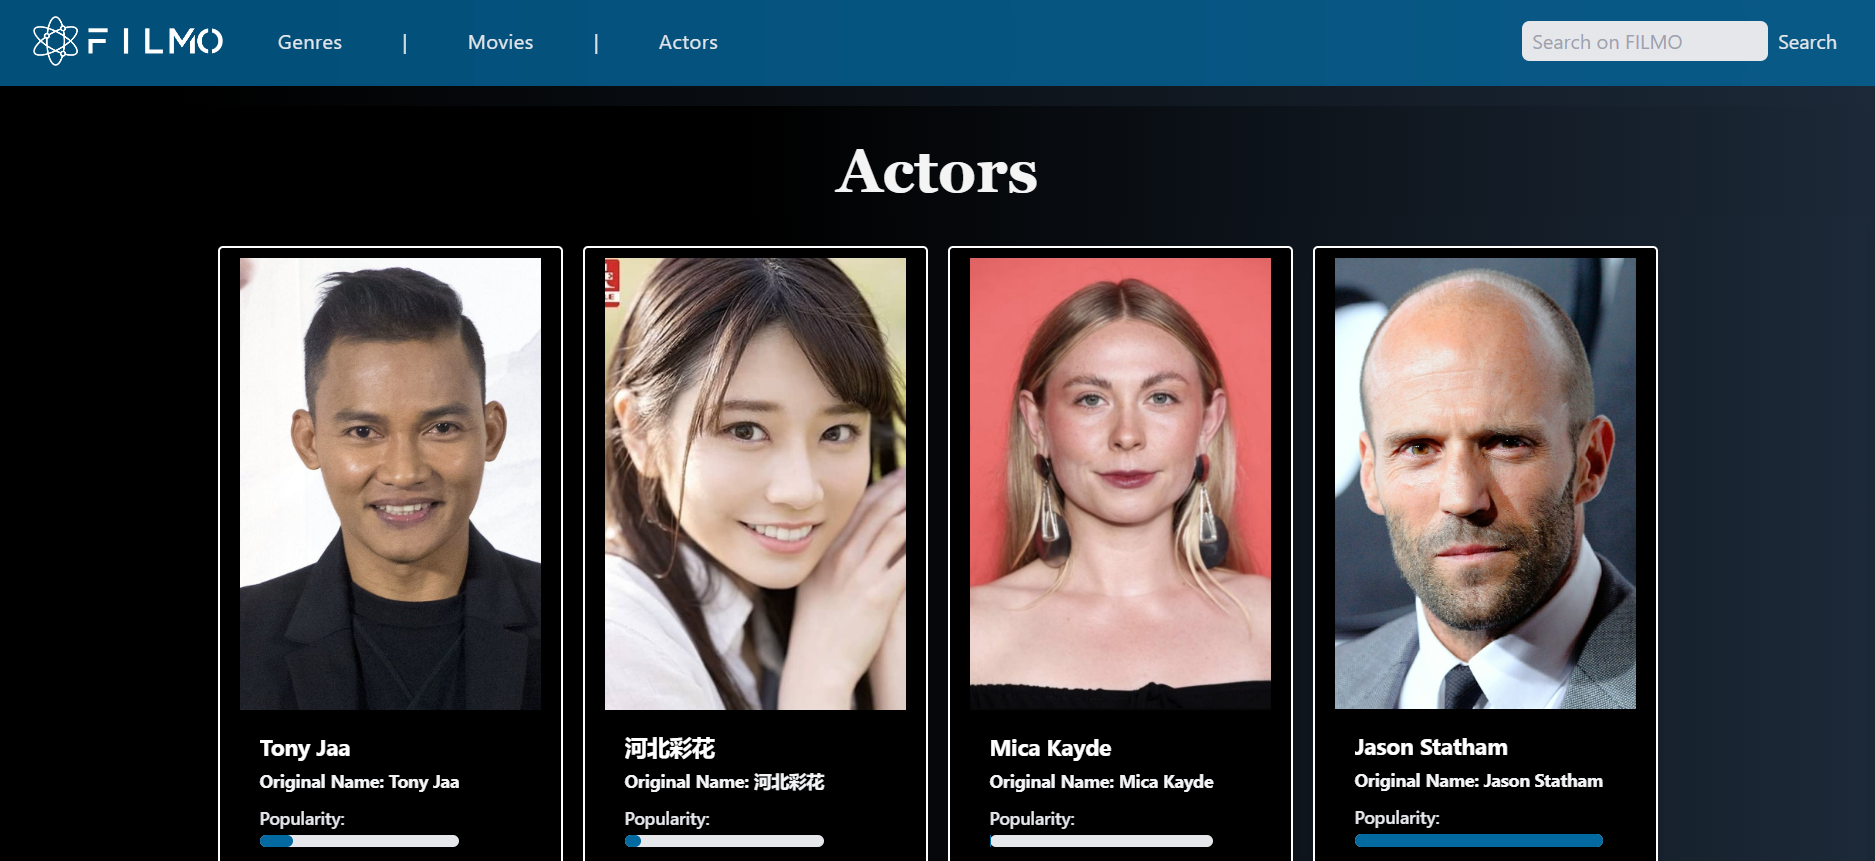 FILMO
Genres | Movies | Actors
Search on FILMO Search
Actors
Tony Jaa
Original Name: Tony Jaa
Popularity:
河北彩花
Original Name: 河北彩花
Popularity:
Mica Kayde
Original Name: Mica Kayde
Popularity:
Jason Statham
Original Name: Jason Statham
Popularity: